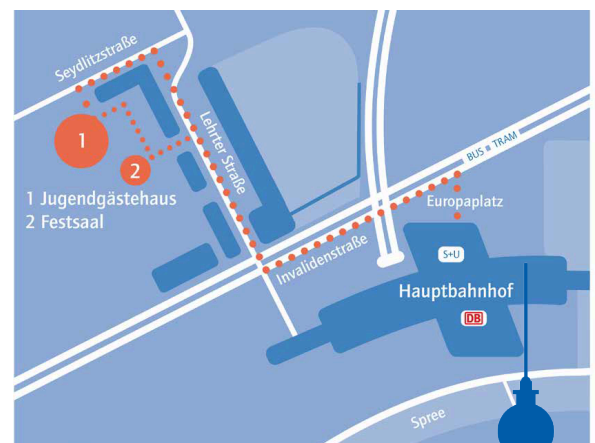 Seydlitzstraße
1
2
1 Jugendgästehaus
2 Festsaal
Lehrter Straße
BUS TRAM
Europaplatz
Invalidenstraße
S+U
Hauptbahnhof
DB
Spree